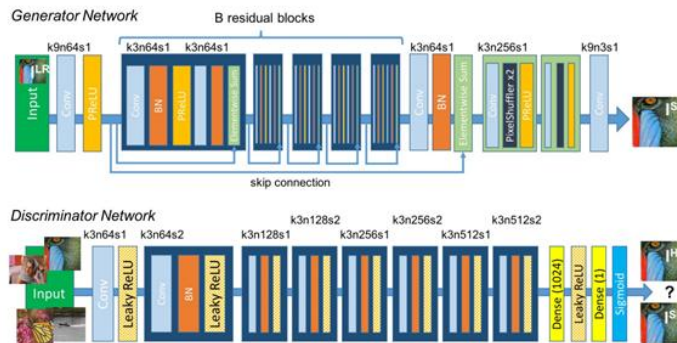 Generator Network
B residual blocks
k9n64s1
k3n64s1
k3n64s1
k3n64s1
k3n256s1
k9n3s1
I LR
Input
Conv
PReLU
Conv
BN
PReLU
Elementwise Sum
Conv
BN
Elementwise Sum
Conv
PixelShuffler x2
PReLU
Conv
I S
skip connection
Discriminator Network
k3n64s1
k3n64s2
k3n128s1
k3n128s2
k3n256s1
k3n256s2
k3n512s1
k3n512s2
Input
Conv
Leaky ReLU
Conv
BN
Leaky ReLU
Dense (1024)
Leaky ReLU
Dense (1)
Sigmoid
I H
?
I S